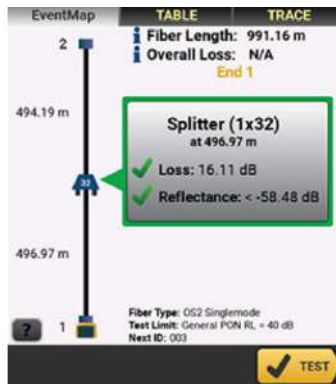 EventMap
TABLE
TRACE
2
i Fiber Length: 991.16 m
i Overall Loss: N/A
End 1
494.19 m
Splitter (1x32)
at 496.97 m
32
Loss: 16.11 dB
Reflectance: < -58.48 dB
496.97 m
Fiber Type: OS2 Singlemode
Test Limit: General PON RL = 40 dB
Next ID: 003
? 1
TEST